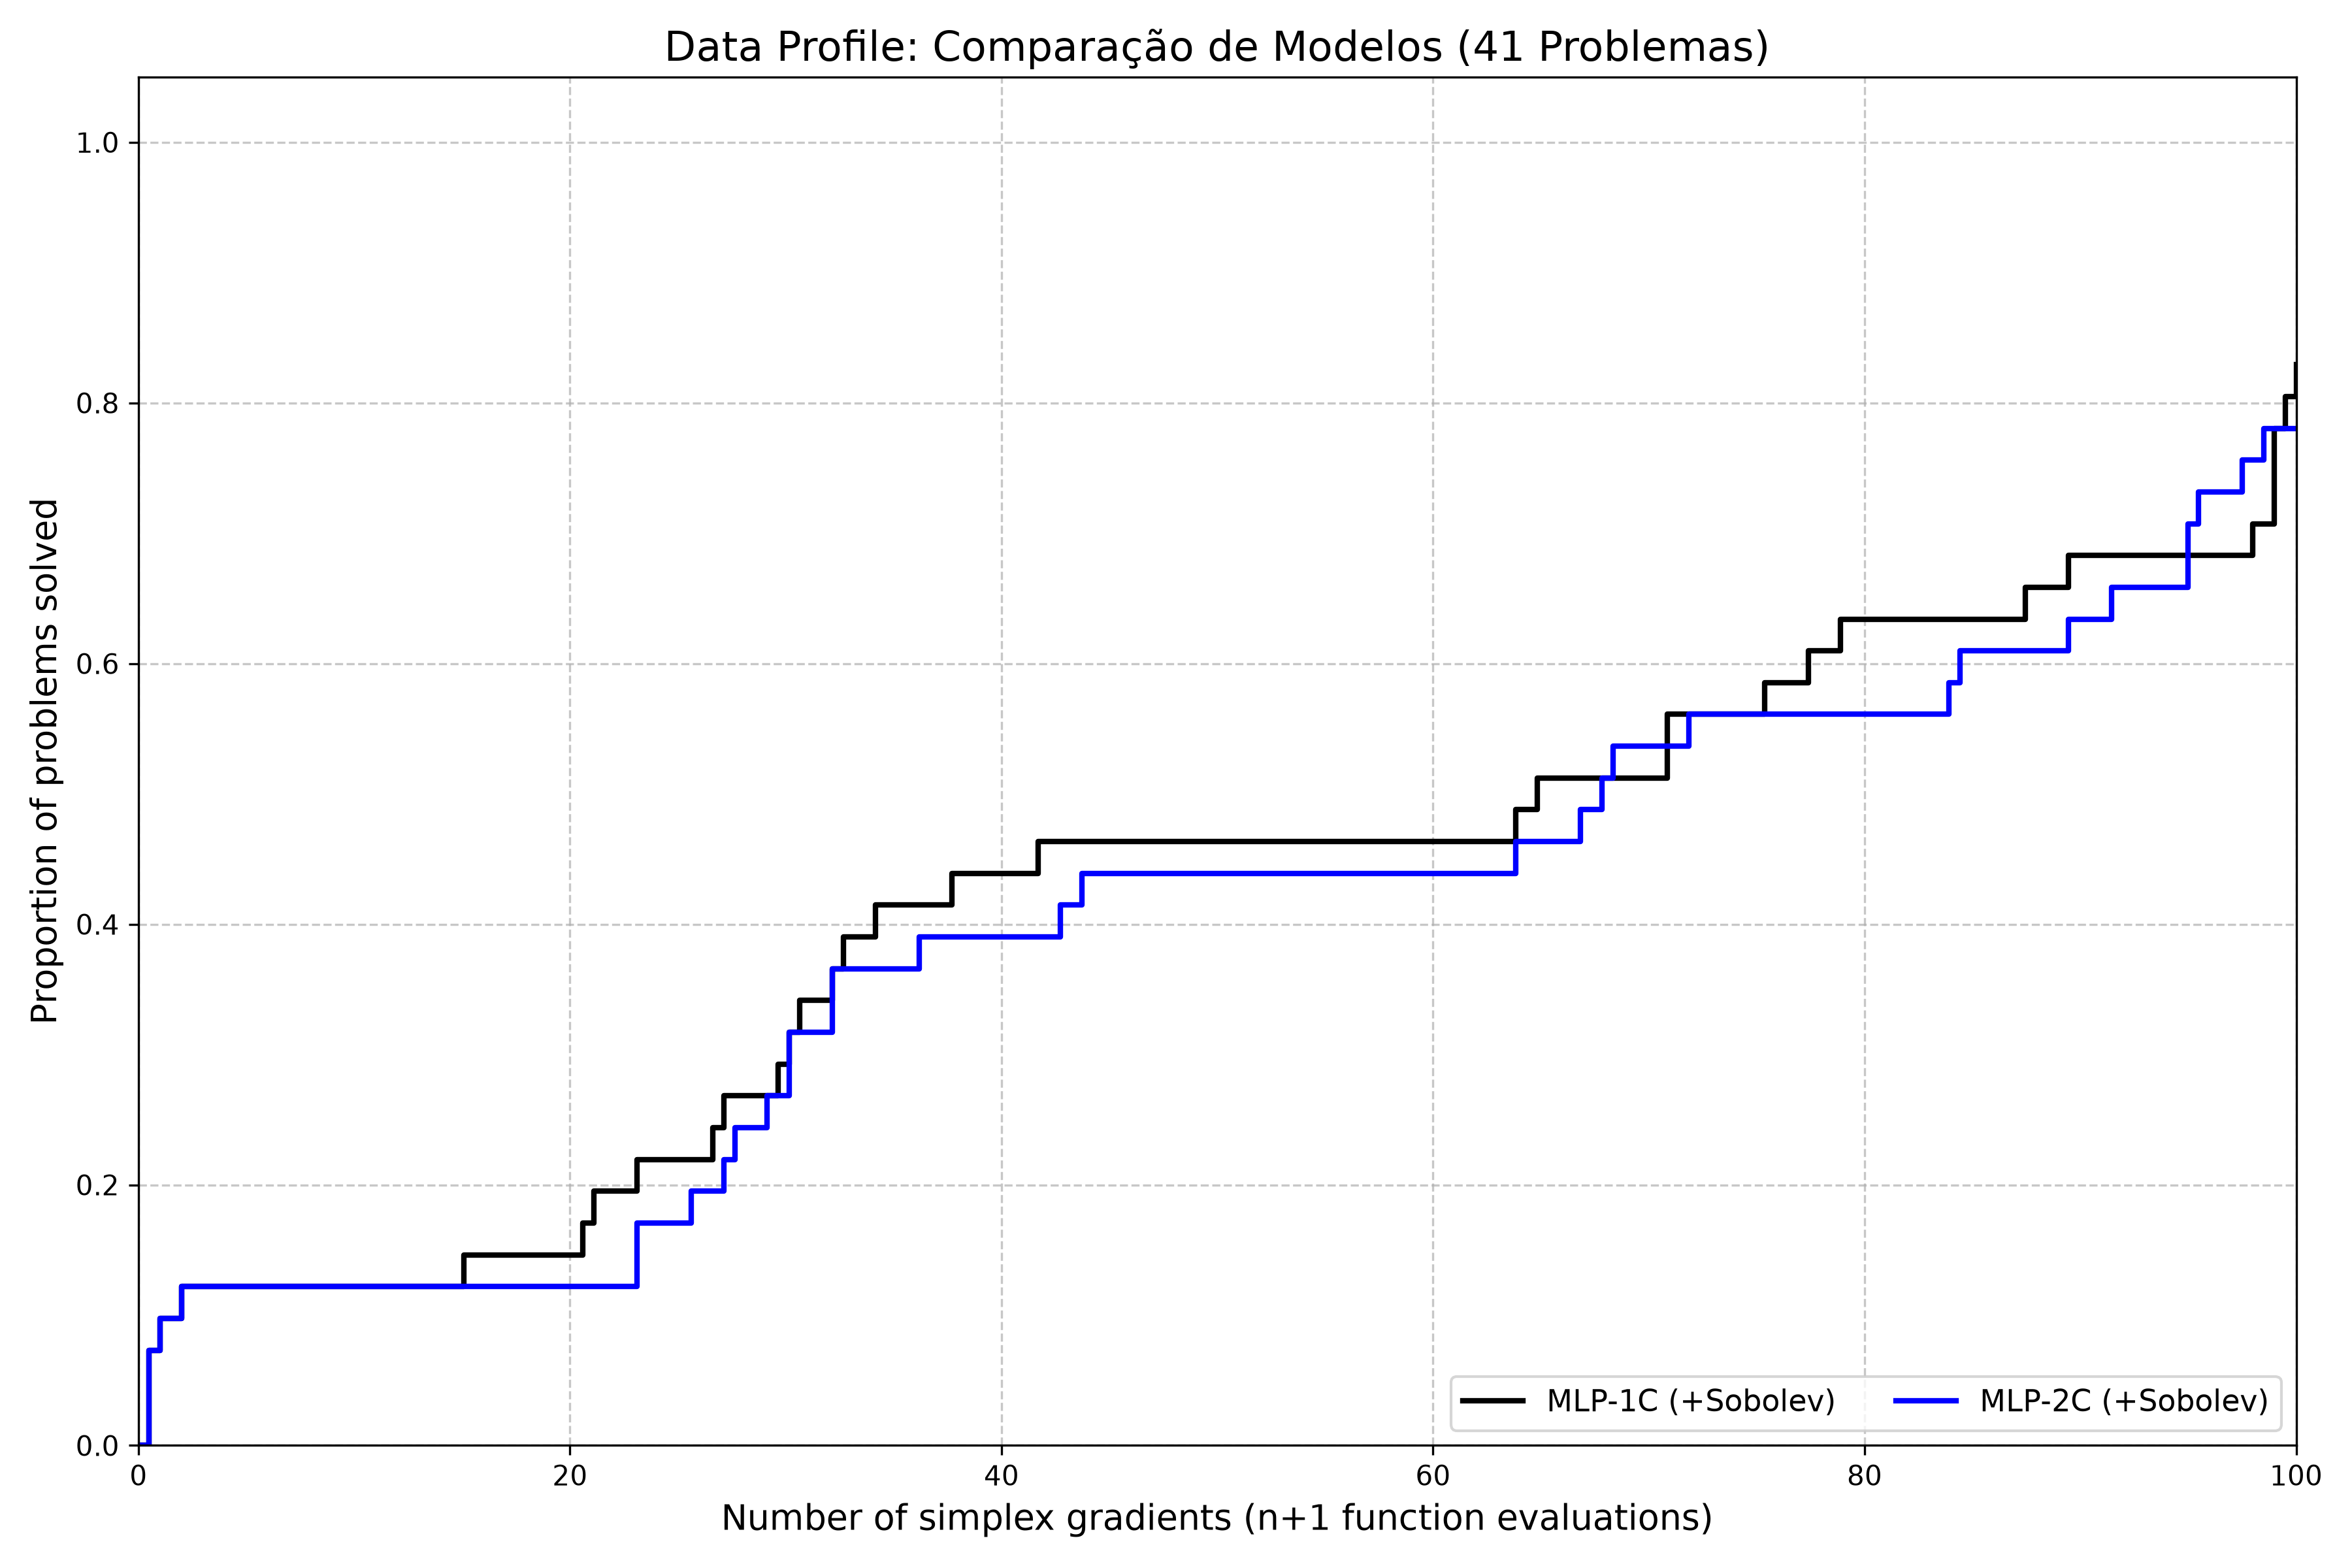 Data Profile: Comparação de Modelos (41 Problemas)
Proportion of problems solved
1.0
0.8
0.6
0.4
0.2
0.0
0 20 40 60 80 100
Number of simplex gradients (n+1 function evaluations)
MLP-1C (+Sobolev) MLP-2C (+Sobolev)